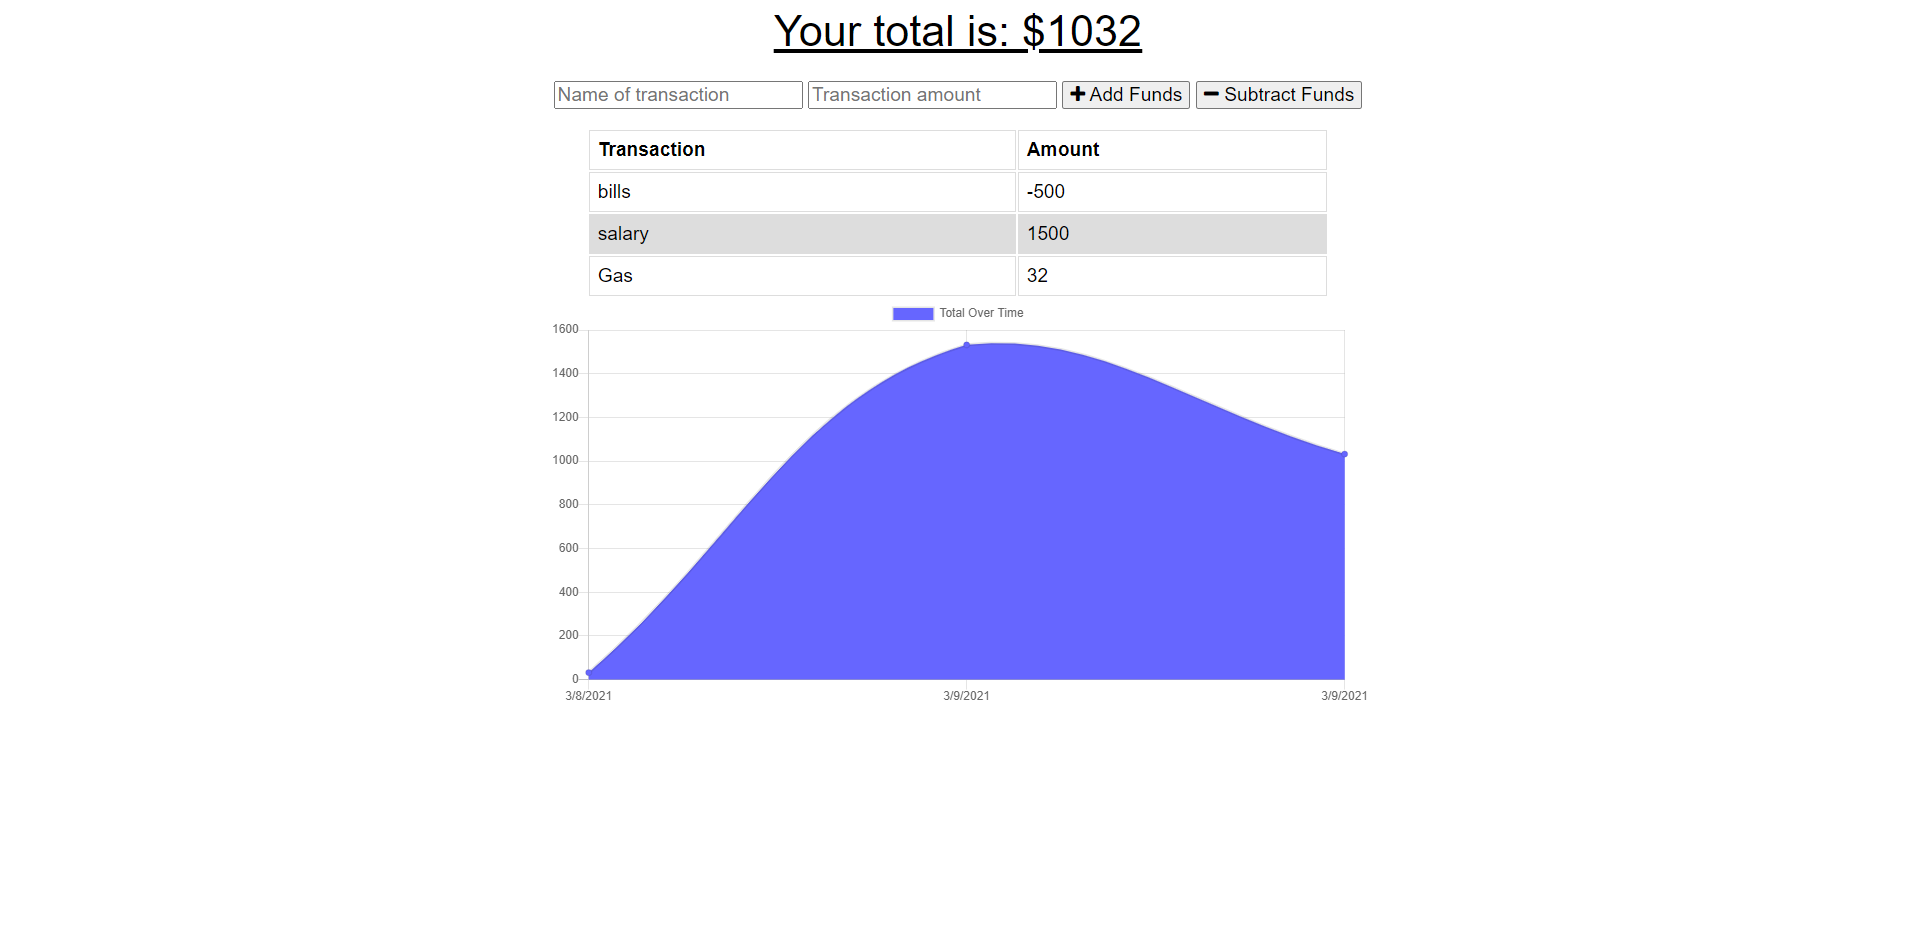 Your total is: $1032
Name of transaction Transaction amount Add Funds Subtract Funds
Transaction Amount
bills -500
salary 1500
Gas 32
Total Over Time
1600
1400
1200
1000
800
600
400
200
0
3/8/2021 3/9/2021 3/9/2021